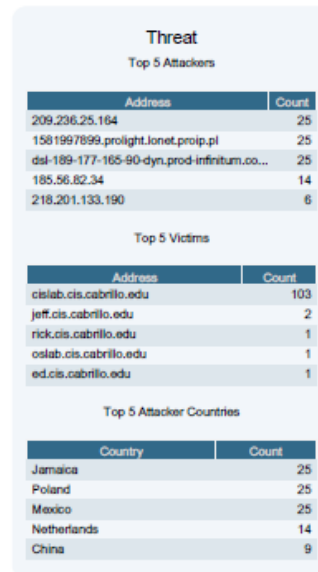 Threat
Top 5 Attackers
Address Count
209.236.25.164 25
1581997899.prolight.lonet.proip.pl 25
dsl-189-177-165-90-dyn.prod-infinitum.co... 25
185.56.82.34 14
218.201.133.190 6
Top 5 Victims
Address Count
cislab.cis.cabrillo.edu 103
jeff.cis.cabrillo.edu 2
rick.cis.cabrillo.edu 1
oslab.cis.cabrillo.edu 1
ed.cis.cabrillo.edu 1
Top 5 Attacker Countries
Country Count
Jamaica 25
Poland 25
Mexico 25
Netherlands 14
China 9